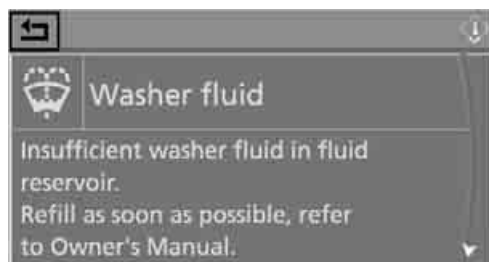 Washer fluid
Insufficient washer fluid in fluid
reservoir.
Refill as soon as possible, refer
to Owner's Manual.